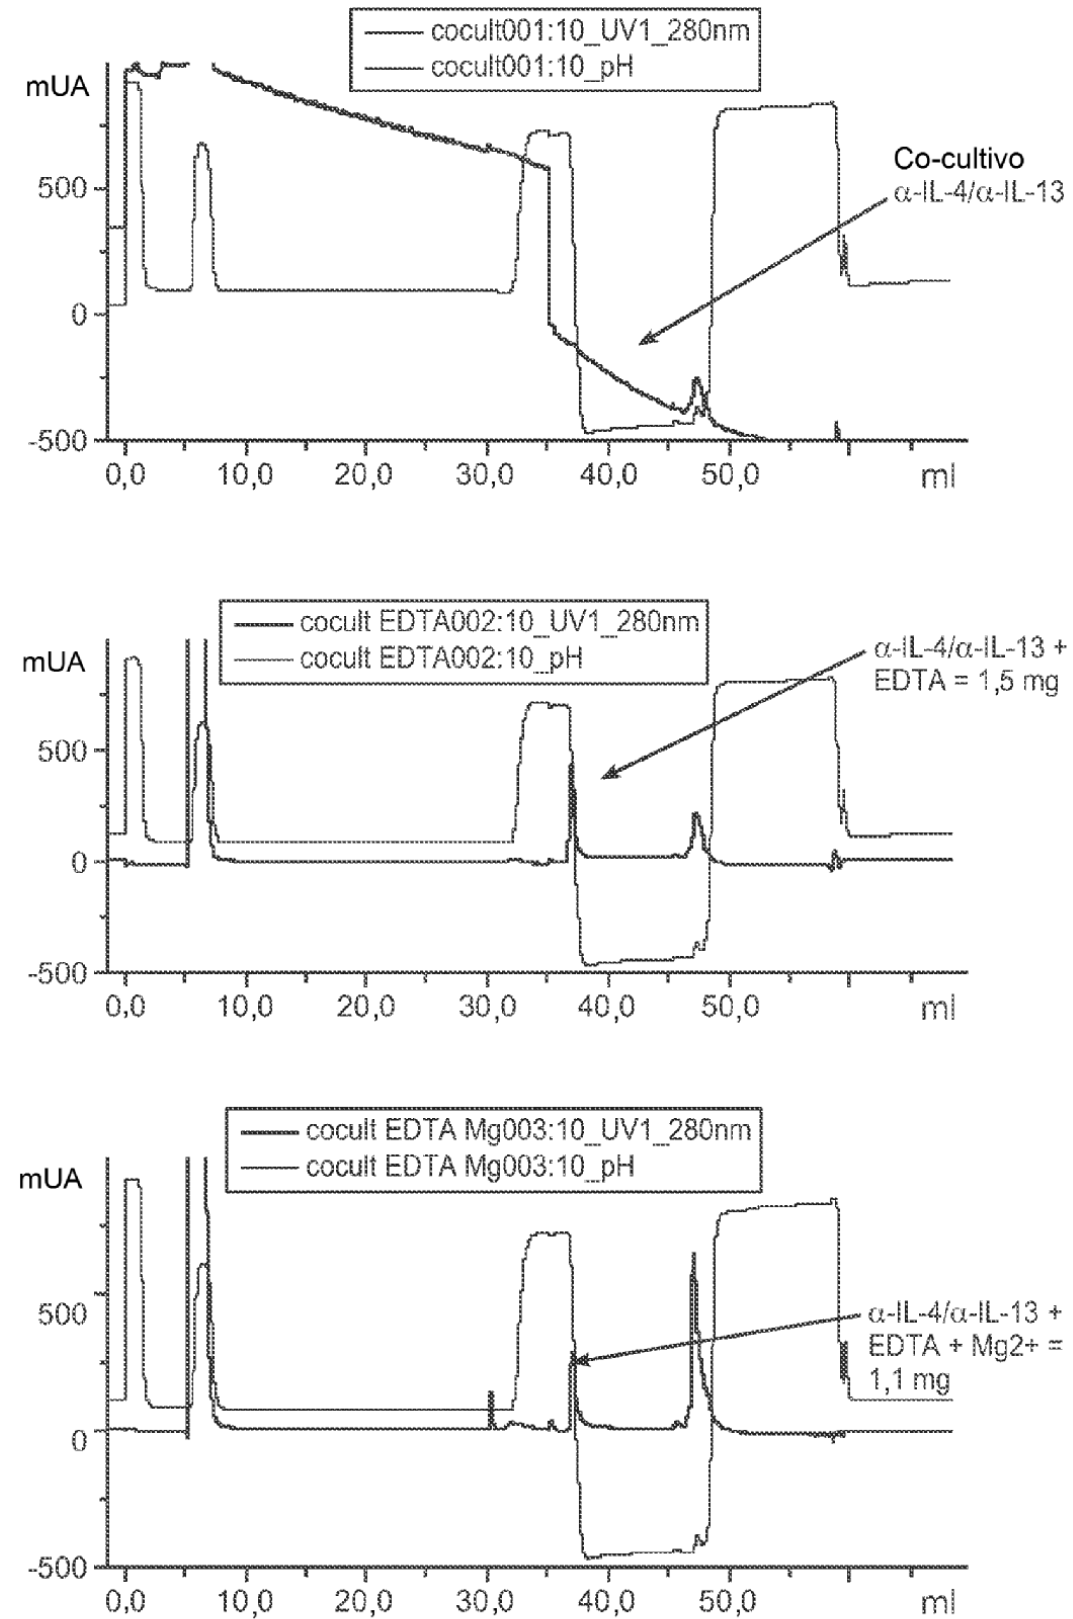 cocult001:10_UV1_280nm
cocult001:10_pH
mUA
Co-cultivo
α-IL-4/α-IL-13
500
0
-500
0,0 10,0 20,0 30,0 40,0 50,0 ml
cocult EDTA002:10_UV1_280nm
cocult EDTA002:10_pH
mUA
α-IL-4/α-IL-13 +
EDTA = 1,5 mg
500
0
-500
0,0 10,0 20,0 30,0 40,0 50,0 ml
cocult EDTA Mg003:10_UV1_280nm
cocult EDTA Mg003:10_pH
mUA
500
α-IL-4/α-IL-13 +
EDTA + Mg2+ =
1,1 mg
0
-500
0,0 10,0 20,0 30,0 40,0 50,0 ml